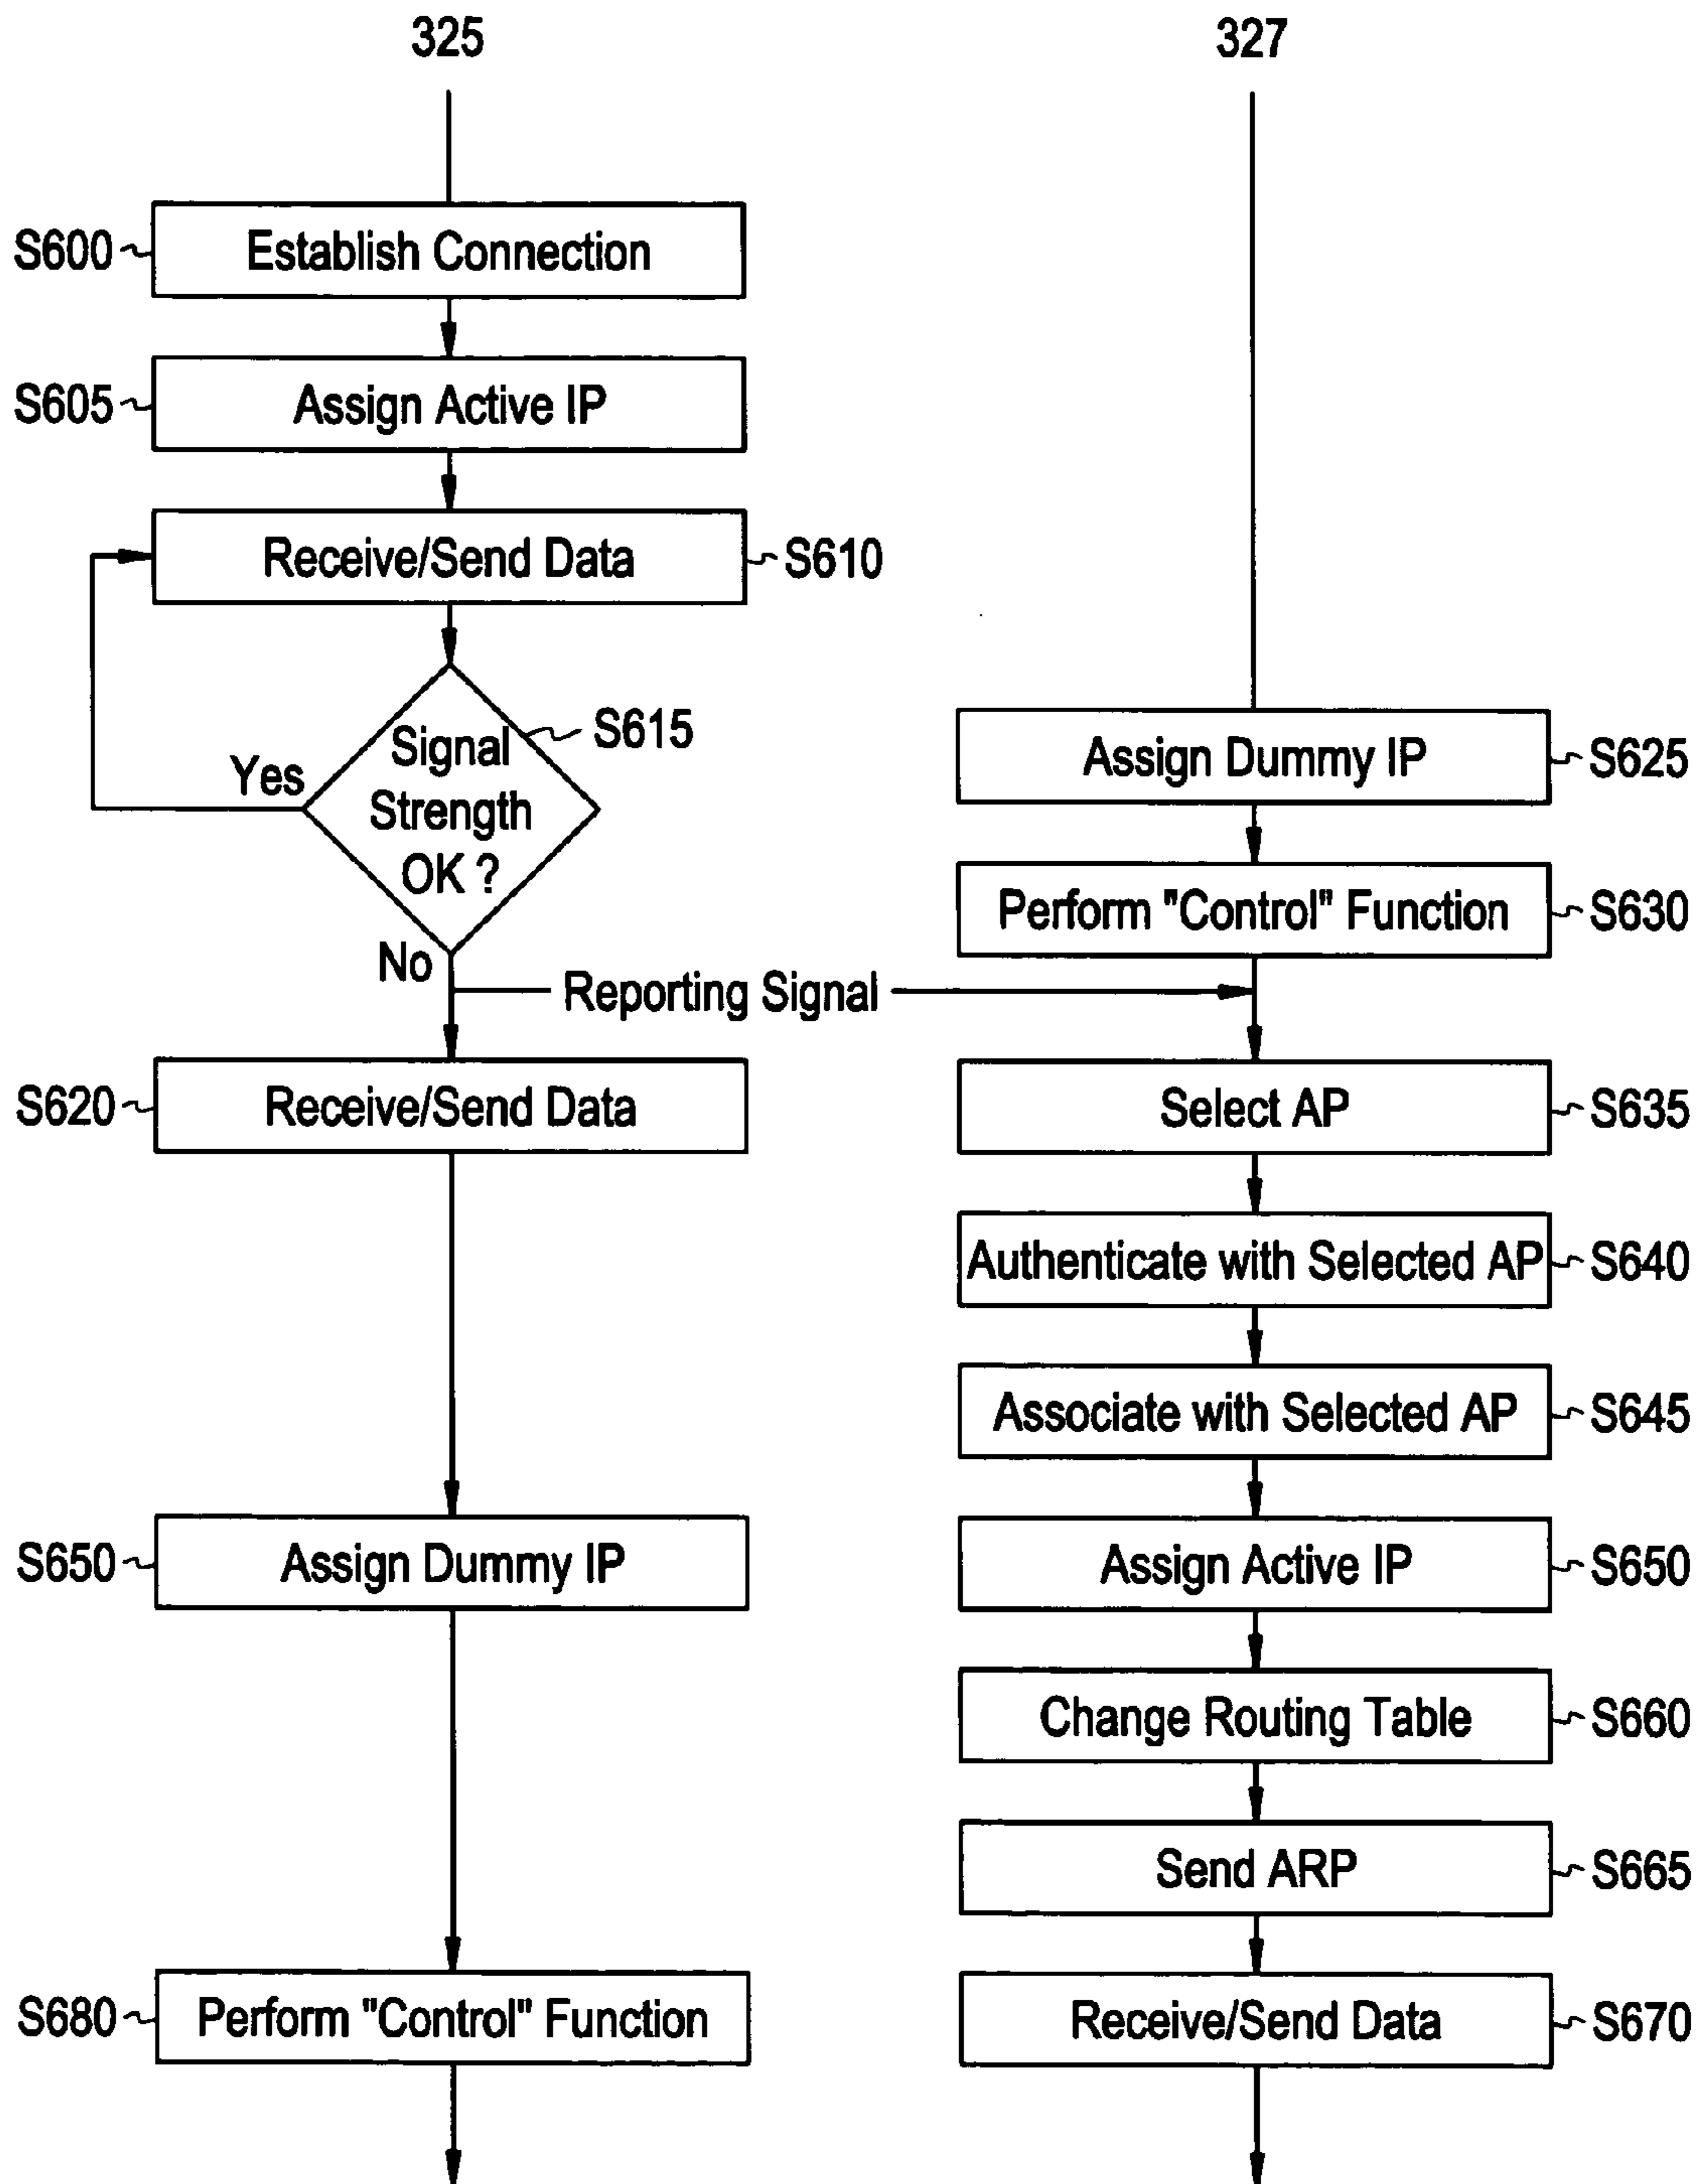 325
327
S600
Establish Connection
S605
Assign Active IP
Receive/Send Data
S610
Signal
Strength
OK ?
S615
Yes
No
Assign Dummy IP
S625
Perform "Control" Function
S630
Reporting Signal
S620
Receive/Send Data
Select AP
S635
Authenticate with Selected AP
S640
Associate with Selected AP
S645
S650
Assign Dummy IP
Assign Active IP
S650
Change Routing Table
S660
Send ARP
S665
S680
Perform "Control" Function
Receive/Send Data
S670